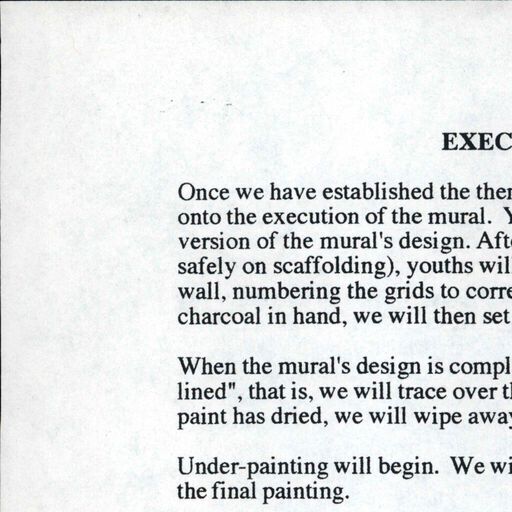 EXEC
Once we have established the the
onto the execution of the mural. Y
version of the mural's design. Aft
safely on scaffolding), youths wil
wall, numbering the grids to corre
charcoal in hand, we will then set
When the mural's design is compl
lined", that is, we will trace over t
paint has dried, we will wipe away
Under-painting will begin. We wi
the final painting.